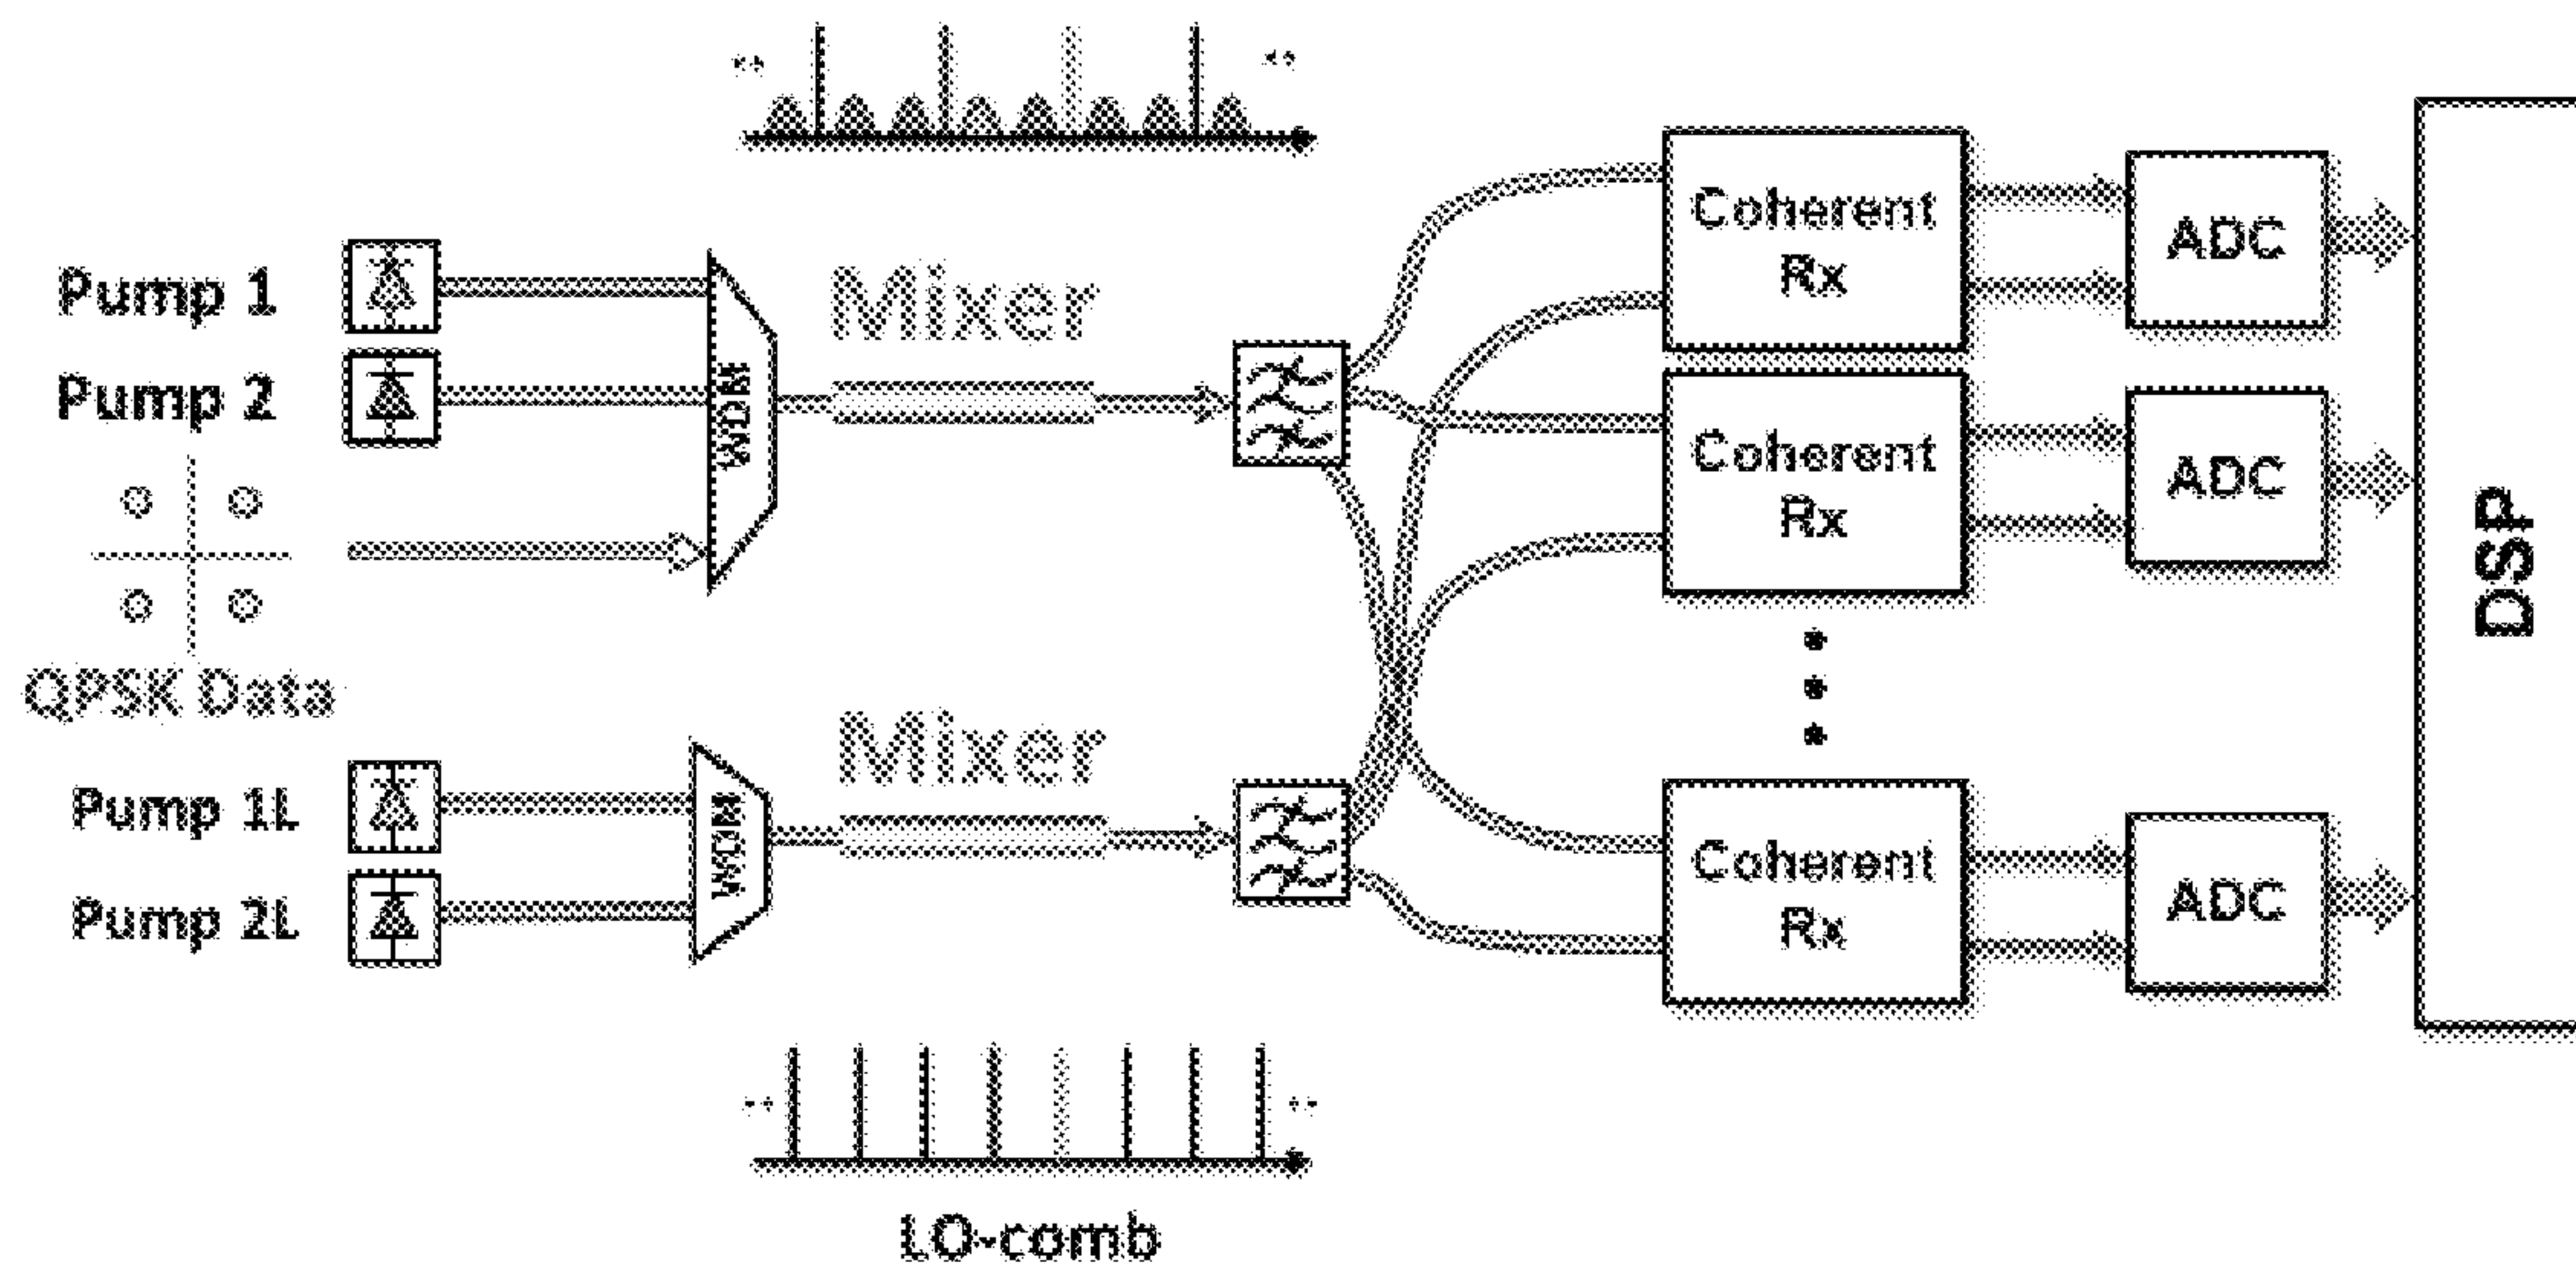 Pump 1
Pump 2
QPSK Data
WDM
Mixer
Pump 1L
Pump 2L
WDM
Mixer
LO-comb
Coherent
Rx
ADC
Coherent
Rx
ADC
Coherent
Rx
ADC
DSP